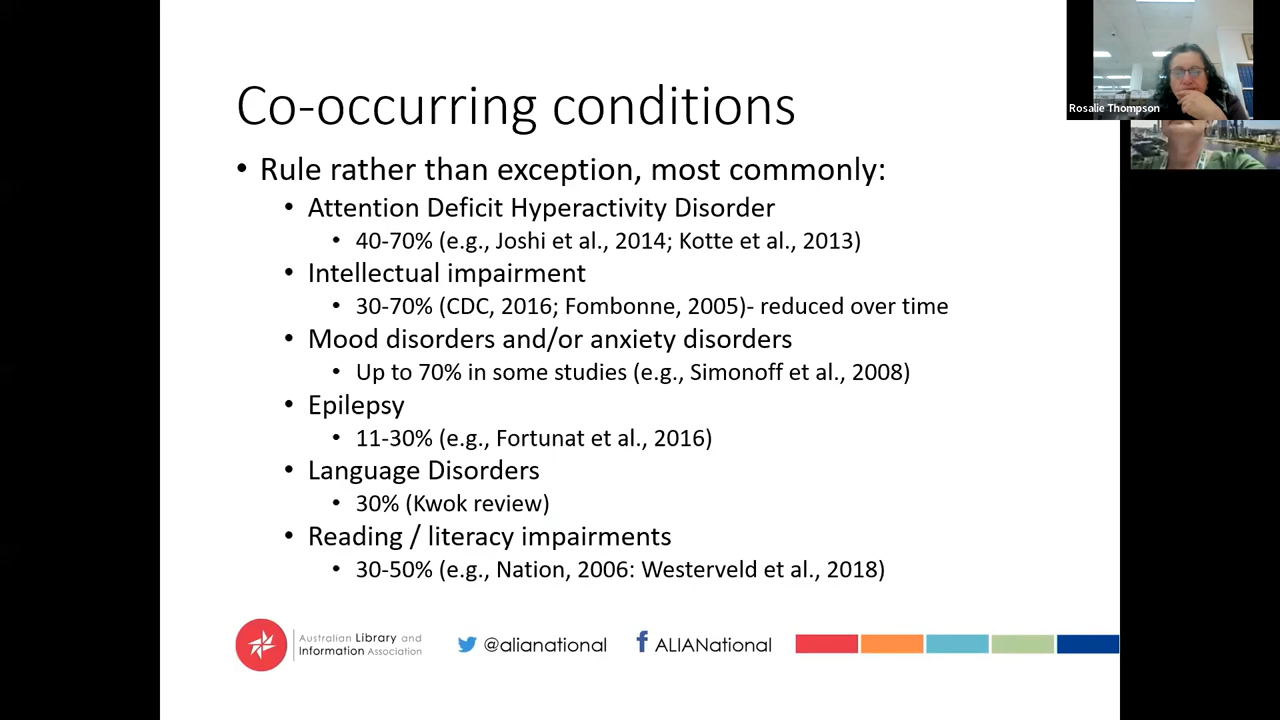 Co-occurring conditions
Rosalie Thompson
• Rule rather than exception, most commonly:
• Attention Deficit Hyperactivity Disorder
• 40-70% (e.g., Joshi et al., 2014; Kotte et al., 2013)
• Intellectual impairment
• 30-70% (CDC, 2016; Fombonne, 2005)- reduced over time
• Mood disorders and/or anxiety disorders
• Up to 70% in some studies (e.g., Simonoff et al., 2008)
• Epilepsy
• 11-30% (e.g., Fortunat et al., 2016)
• Language Disorders
• 30% (Kwok review)
• Reading / literacy impairments
• 30-50% (e.g., Nation, 2006: Westerveld et al., 2018)
Australian Library and
Information Association
@alianational
ALIANational